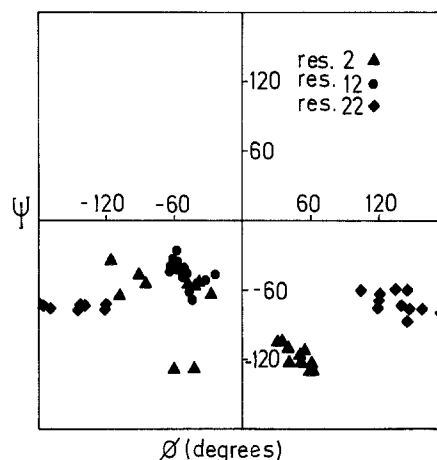 res. 2 ▲
res. 12 ●
res. 22 ◆
120
60
-120 -60
60 120
ψ
-60
-120
Ø (degrees)